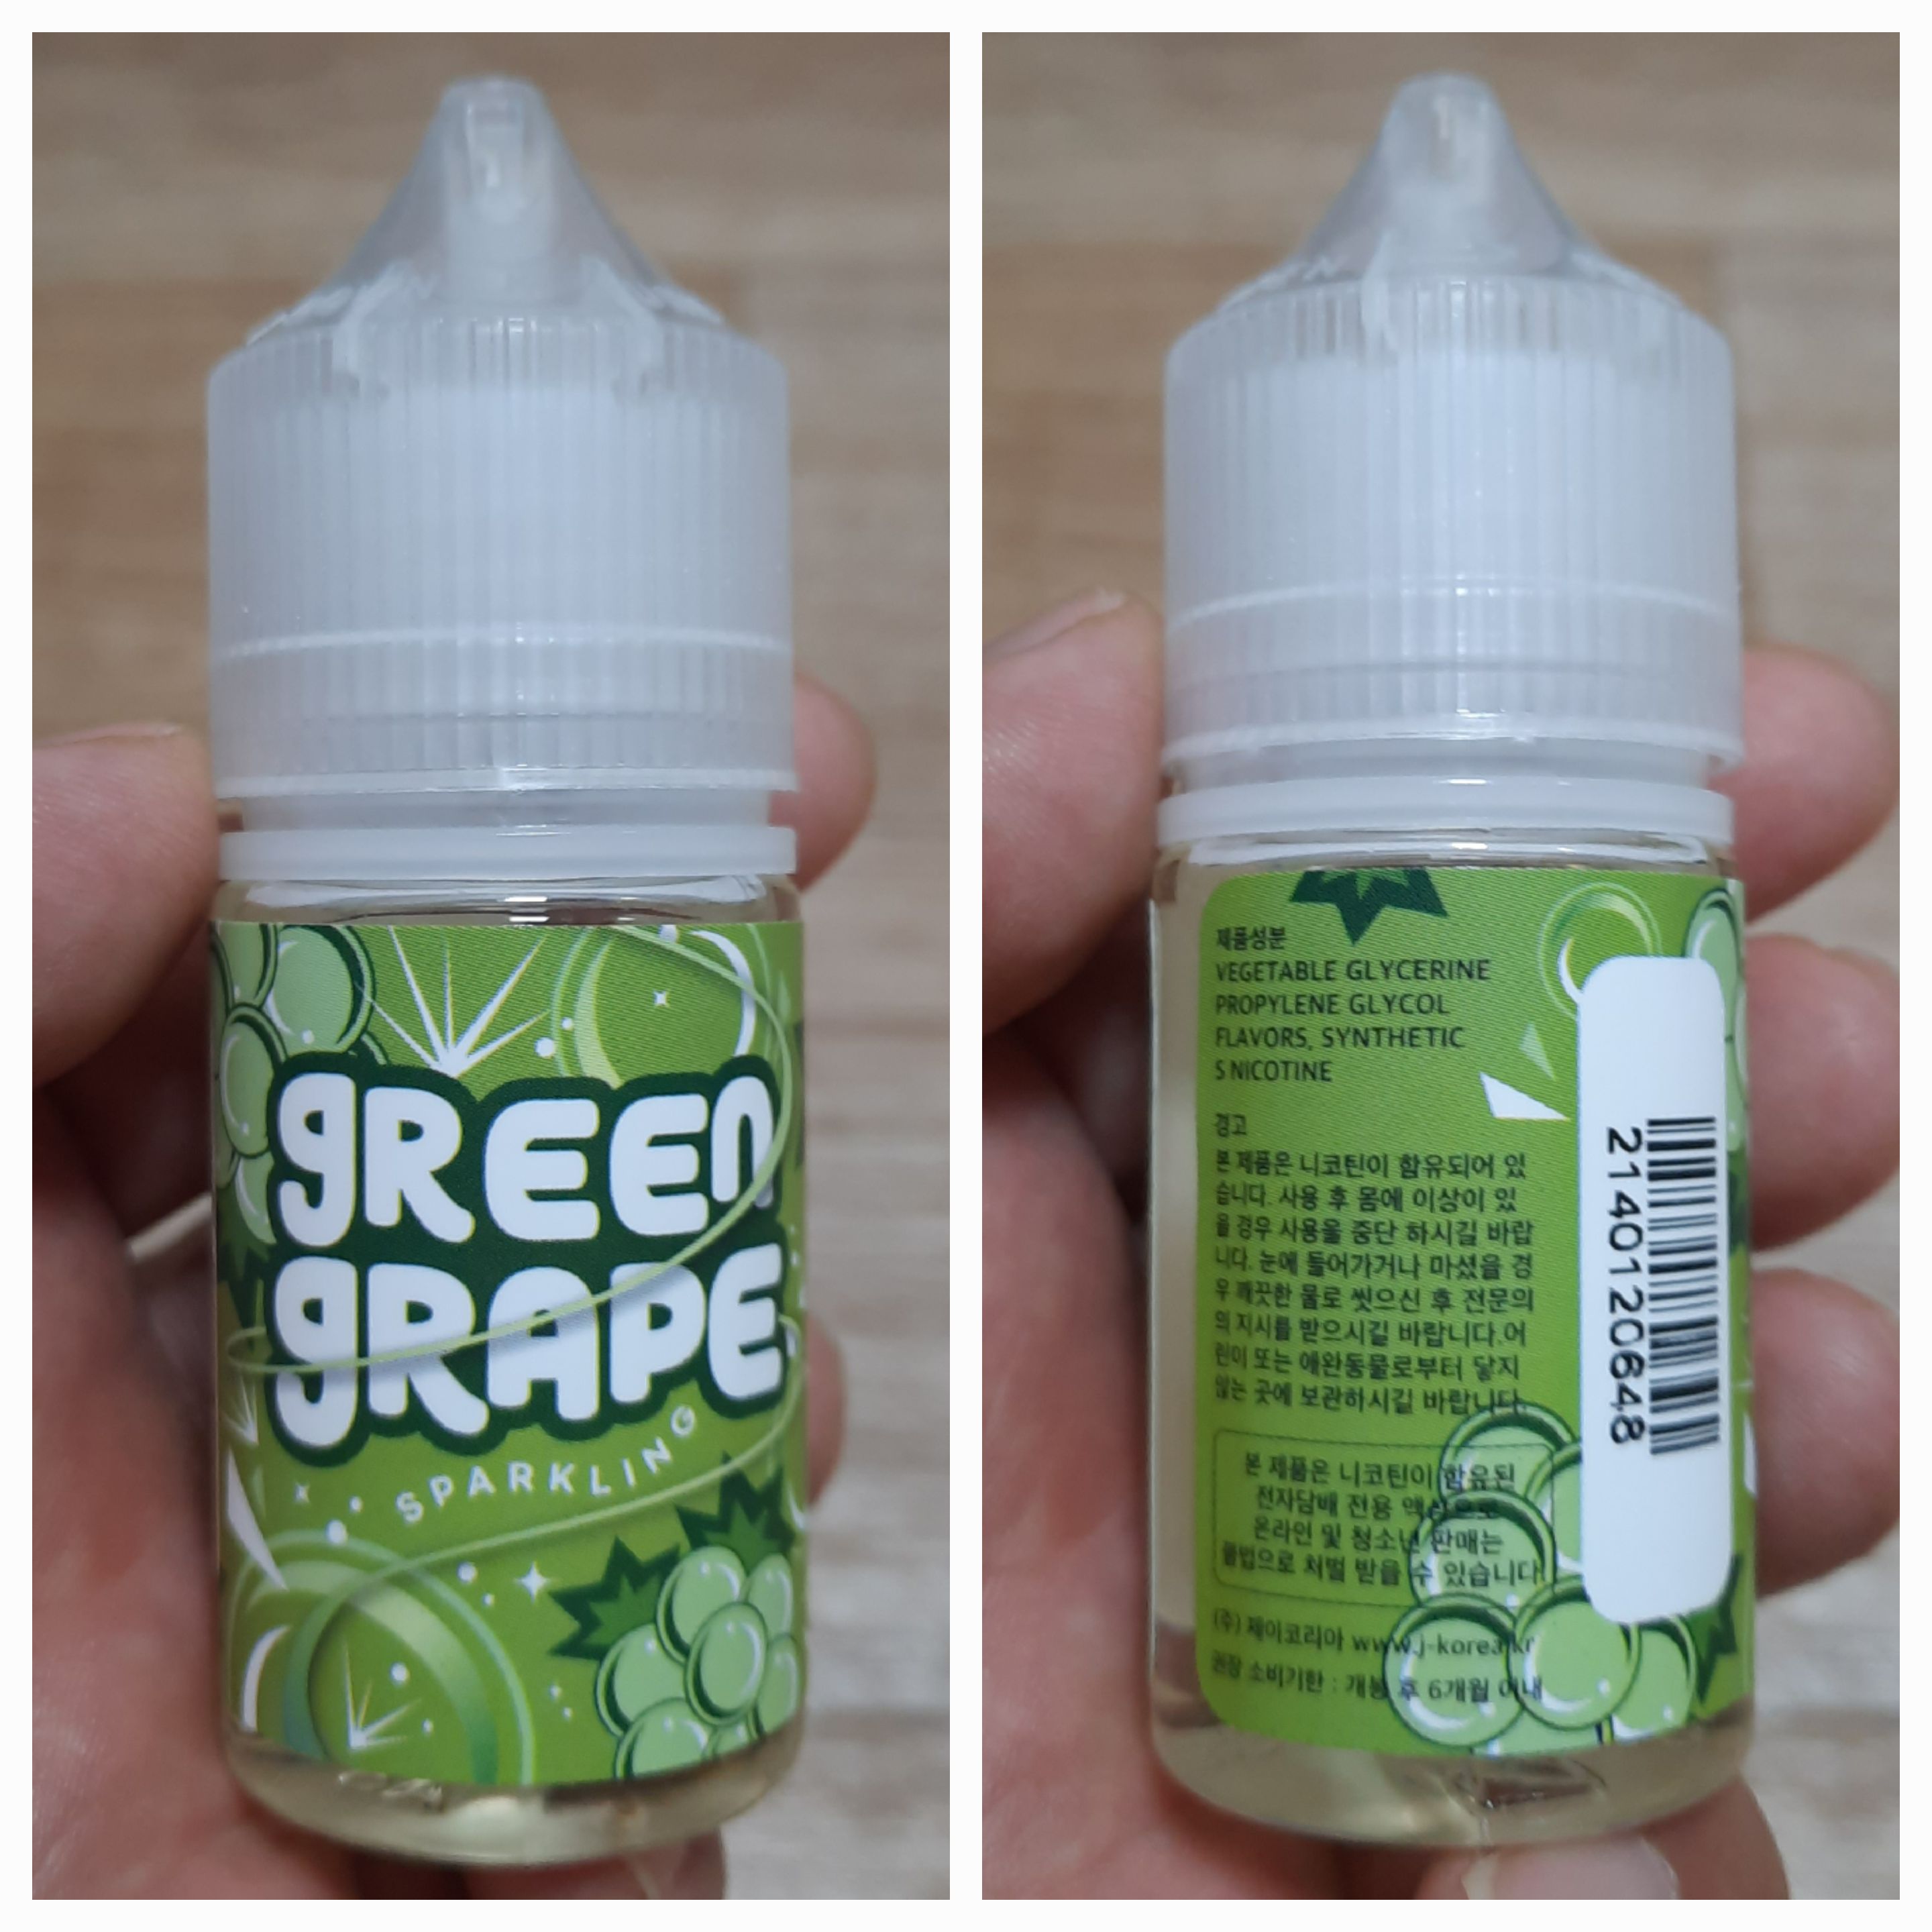 GREEN
GRAPE
SPARKLING
제품성분
VEGETABLE GLYCERINE
PROPYLENE GLYCOL
FLAVORS, SYNTHETIC
S NICOTINE
경고
본 제품은 니코틴이 함유되어 있
습니다. 사용 후 몸에 이상이 있
을 경우 사용을 중단 하시길 바랍
니다. 눈에 들어가거나 마셨을 경
우 깨끗한 물로 씻으신 후 전문의
의 지시를 받으시길 바랍니다.어
린이 또는 애완동물로부터 닿지
않는 곳에 보관하시길 바랍니다.
본 제품은 니코틴이 함유된
전자담배 전용 액상으로
온라인 및 청소년 판매는
불법으로 처벌 받을 수 있습니다
(주) 제이코리아 www.j-korea.kr
권장 소비기한 : 개봉 후 6개월 이내
21401120648